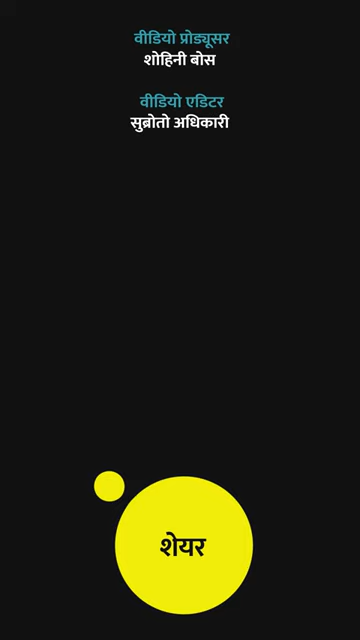 वीडियो प्रोड्यूसर
शोहिनी बोस
वीडियो एडिटर
सुब्रोतो अधिकारी
शेयर